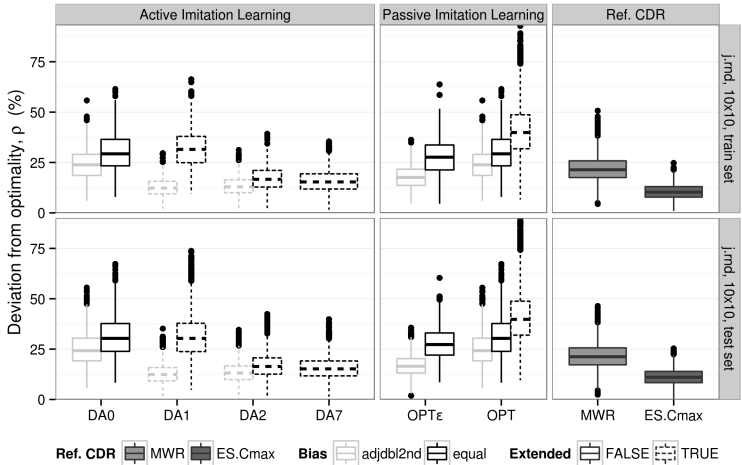 Active Imitation Learning
Passive Imitation Learning
Ref. CDR
Deviation from optimality, ρ (%)
75
50
25
0
j.rnd, 10x10, train set
75
50
25
0
j.rnd, 10x10, test set
DA0 DA1 DA2 DA7 OPTε OPT MWR ES.Cmax
Ref. CDR MWR ES.Cmax Bias adjdbl2nd equal Extended FALSE TRUE